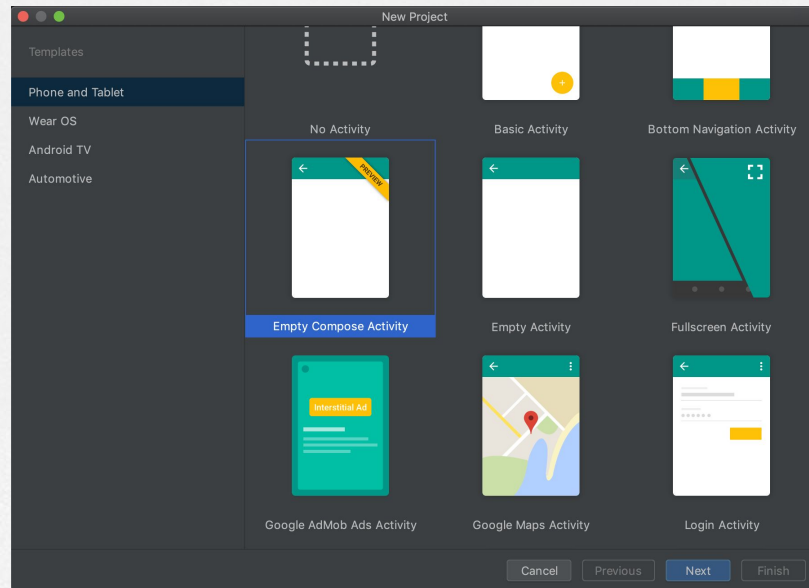 New Project
Templates
Phone and Tablet
Wear OS
Android TV
Automotive
No Activity
Basic Activity
Bottom Navigation Activity
PREVIEW
Empty Compose Activity
Empty Activity
Fullscreen Activity
Interstitial Ad
Google AdMob Ads Activity
Google Maps Activity
Login Activity
Cancel
Previous
Next
Finish